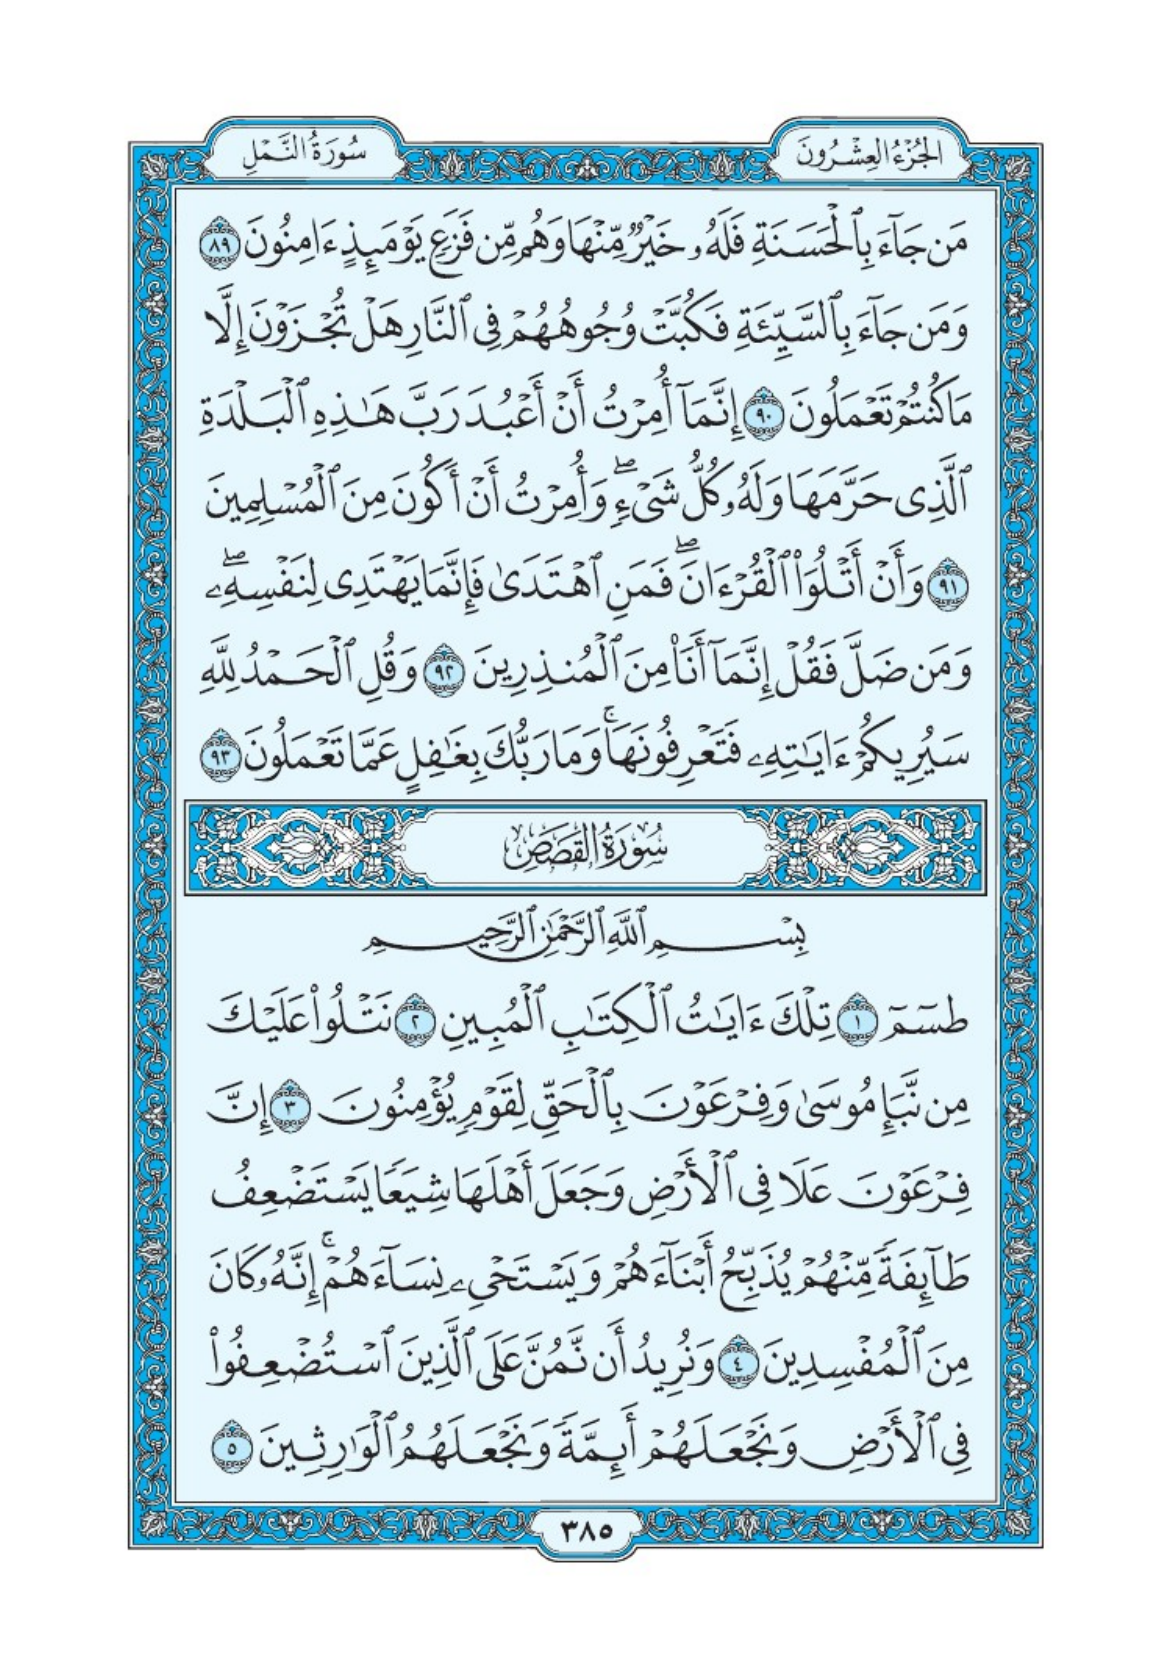 الجُزْءُ العِشْرُونَ
سُورَةُ النَّمْلِ
مَن جَآءَ بِٱلْحَسَنَةِ فَلَهُۥ خَيْرٌ مِّنْهَا وَهُم مِّن فَزَعٍ يَوْمَئِذٍ ءَامِنُونَ ٨٩
وَمَن جَآءَ بِٱلسَّيِّئَةِ فَكُبَّتْ وُجُوهُهُمْ فِى ٱلنَّارِ هَلْ تُجْزَوْنَ إِلَّا
مَا كُنتُمْ تَعْمَلُونَ ٩٠ إِنَّمَآ أُمِرْتُ أَنْ أَعْبُدَ رَبَّ هَـٰذِهِ ٱلْبَلْدَةِ
ٱلَّذِى حَرَّمَهَا وَلَهُۥ كُلُّ شَىْءٍۖ وَأُمِرْتُ أَنْ أَكُونَ مِنَ ٱلْمُسْلِمِينَ
٩١ وَأَنْ أَتْلُوَا۟ ٱلْقُرْءَانَۖ فَمَنِ ٱهْتَدَىٰ فَإِنَّمَا يَهْتَدِى لِنَفْسِهِۦۖ
وَمَن ضَلَّ فَقُلْ إِنَّمَآ أَنَا۠ مِنَ ٱلْمُنذِرِينَ ٩٢ وَقُلِ ٱلْحَمْدُ لِلَّهِ
سَيُرِيكُمْ ءَايَـٰتِهِۦ فَتَعْرِفُونَهَاۚ وَمَا رَبُّكَ بِغَـٰفِلٍ عَمَّا تَعْمَلُونَ ٩٣
سُورَةُ القَصَصِ
بِسْمِ ٱللَّهِ ٱلرَّحْمَـٰنِ ٱلرَّحِيمِ
طسٓمٓ ١ تِلْكَ ءَايَـٰتُ ٱلْكِتَـٰبِ ٱلْمُبِينِ ٢ نَتْلُوا۟ عَلَيْكَ
مِن نَّبَإِ مُوسَىٰ وَفِرْعَوْنَ بِٱلْحَقِّ لِقَوْمٍ يُؤْمِنُونَ ٣ إِنَّ
فِرْعَوْنَ عَلَا فِى ٱلْأَرْضِ وَجَعَلَ أَهْلَهَا شِيَعًا يَسْتَضْعِفُ
طَآئِفَةً مِّنْهُمْ يُذَبِّحُ أَبْنَآءَهُمْ وَيَسْتَحْىِۦ نِسَآءَهُمْۚ إِنَّهُۥ كَانَ
مِنَ ٱلْمُفْسِدِينَ ٤ وَنُرِيدُ أَن نَّمُنَّ عَلَى ٱلَّذِينَ ٱسْتُضْعِفُوا۟
فِى ٱلْأَرْضِ وَنَجْعَلَهُمْ أَئِمَّةً وَنَجْعَلَهُمُ ٱلْوَٰرِثِينَ ٥
٣٨٥